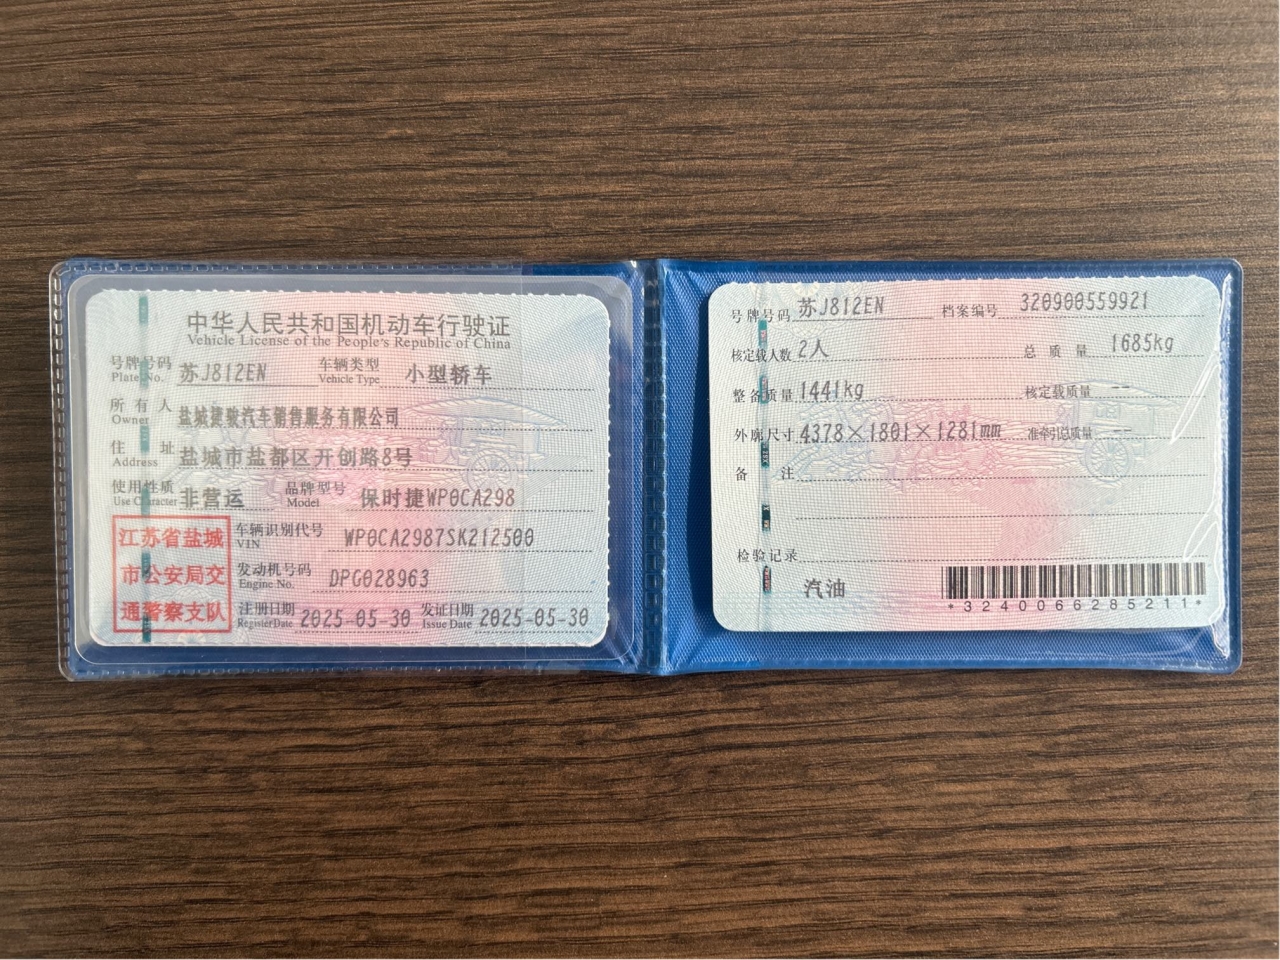 中华人民共和国机动车行驶证
Vehicle License of the People's Republic of China
号牌号码 Plate No. 苏J812EN 车辆类型 Vehicle Type 小型轿车
所有人 Owner 盐城捷骏汽车销售服务有限公司
住址 Address 盐城市盐都区开创路8号
使用性质 Use Character 非营运 品牌型号 Model 保时捷WP0CA298
车辆识别代号 VIN WP0CA2987SK212500
发动机号码 Engine No. DPG028963
注册日期 Register Date 2025-05-30 发证日期 Issue Date 2025-05-30
江苏省盐城
市公安局交
通警察支队
号牌号码 苏J812EN 档案编号 320900559921
核定载人数 2人 总质量 1685kg
整备质量 1441kg 核定载质量 --
外廓尺寸 4378×1801×1281mm 准牵引总质量 --
备注
检验记录
汽油
*3240066285211*